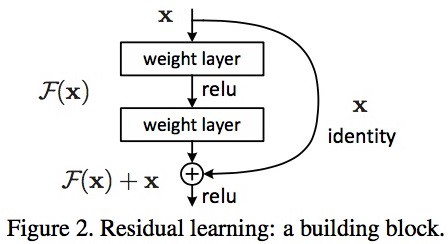 x
weight layer
relu
F(x)
x
weight layer
identity
F(x) + x
+
relu
Figure 2. Residual learning: a building block.